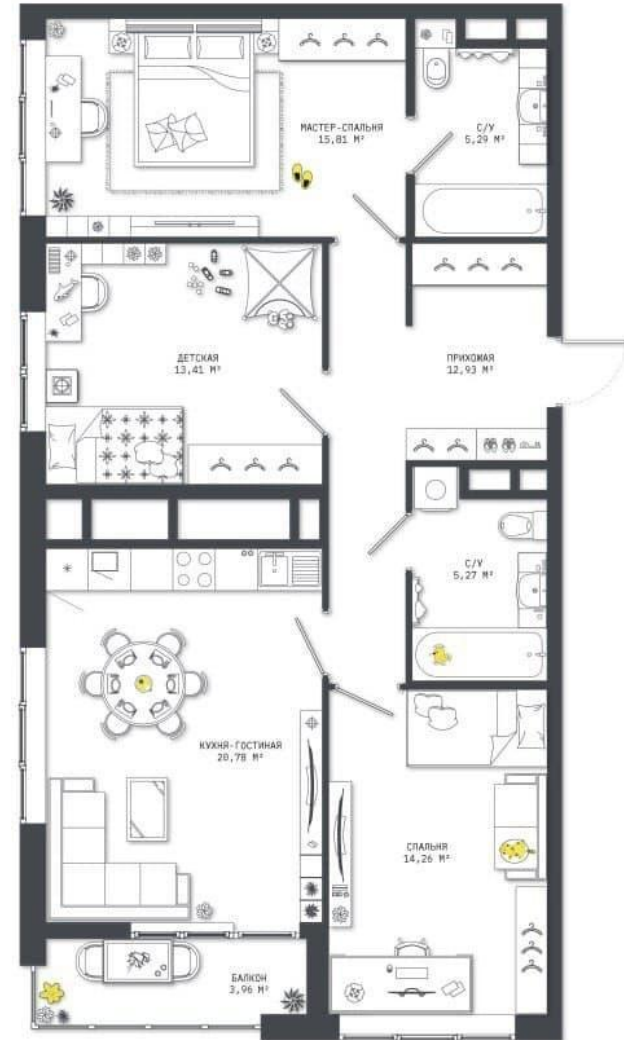 МАСТЕР-СПАЛЬНЯ
15,81 М²
С/У
5,29 М²
ДЕТСКАЯ
13,41 М²
ПРИХОЖАЯ
12,93 М²
С/У
5,27 М²
КУХНЯ-ГОСТИНАЯ
20,78 М²
СПАЛЬНЯ
14,26 М²
БАЛКОН
3,96 М²